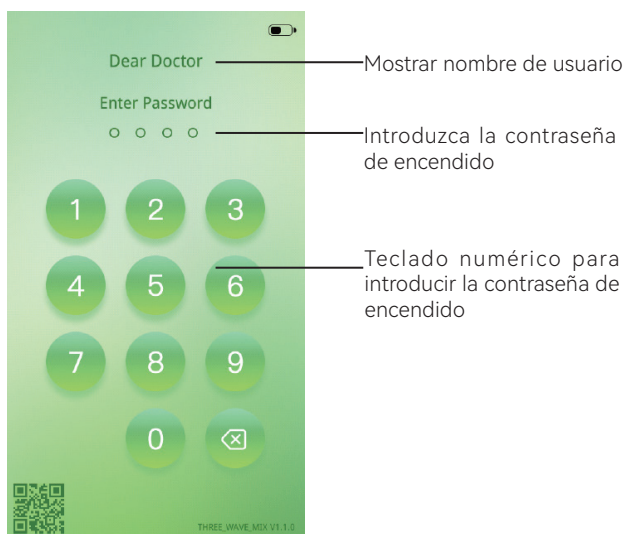 Dear Doctor
Mostrar nombre de usuario
Enter Password
Introduzca la contraseña
de encendido
1 2 3
Teclado numérico para
introducir la contraseña de
encendido
4 5 6
7 8 9
0
THREE_WAVE_MIX V1.1.0